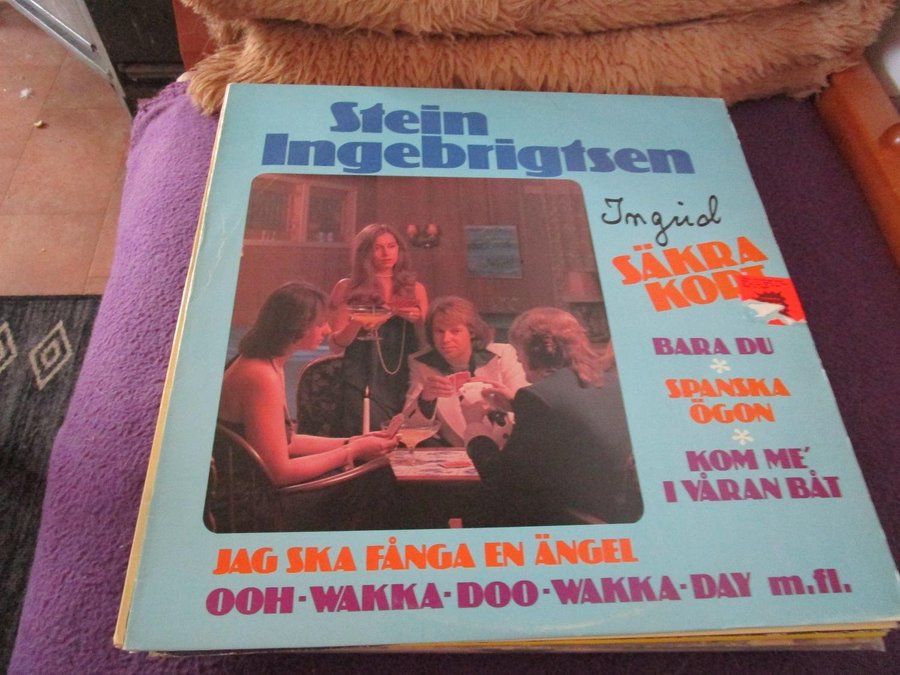 Stein
Ingebrigtsen
Ingrid
SÄKRA
KORT
BARA DU
*
SPANSKA
ÖGON
*
KOM ME'
I VÅRAN BÅT
JAG SKA FÅNGA EN ÄNGEL
OOH-WAKKA-DOO-WAKKA-DAY m.fl.